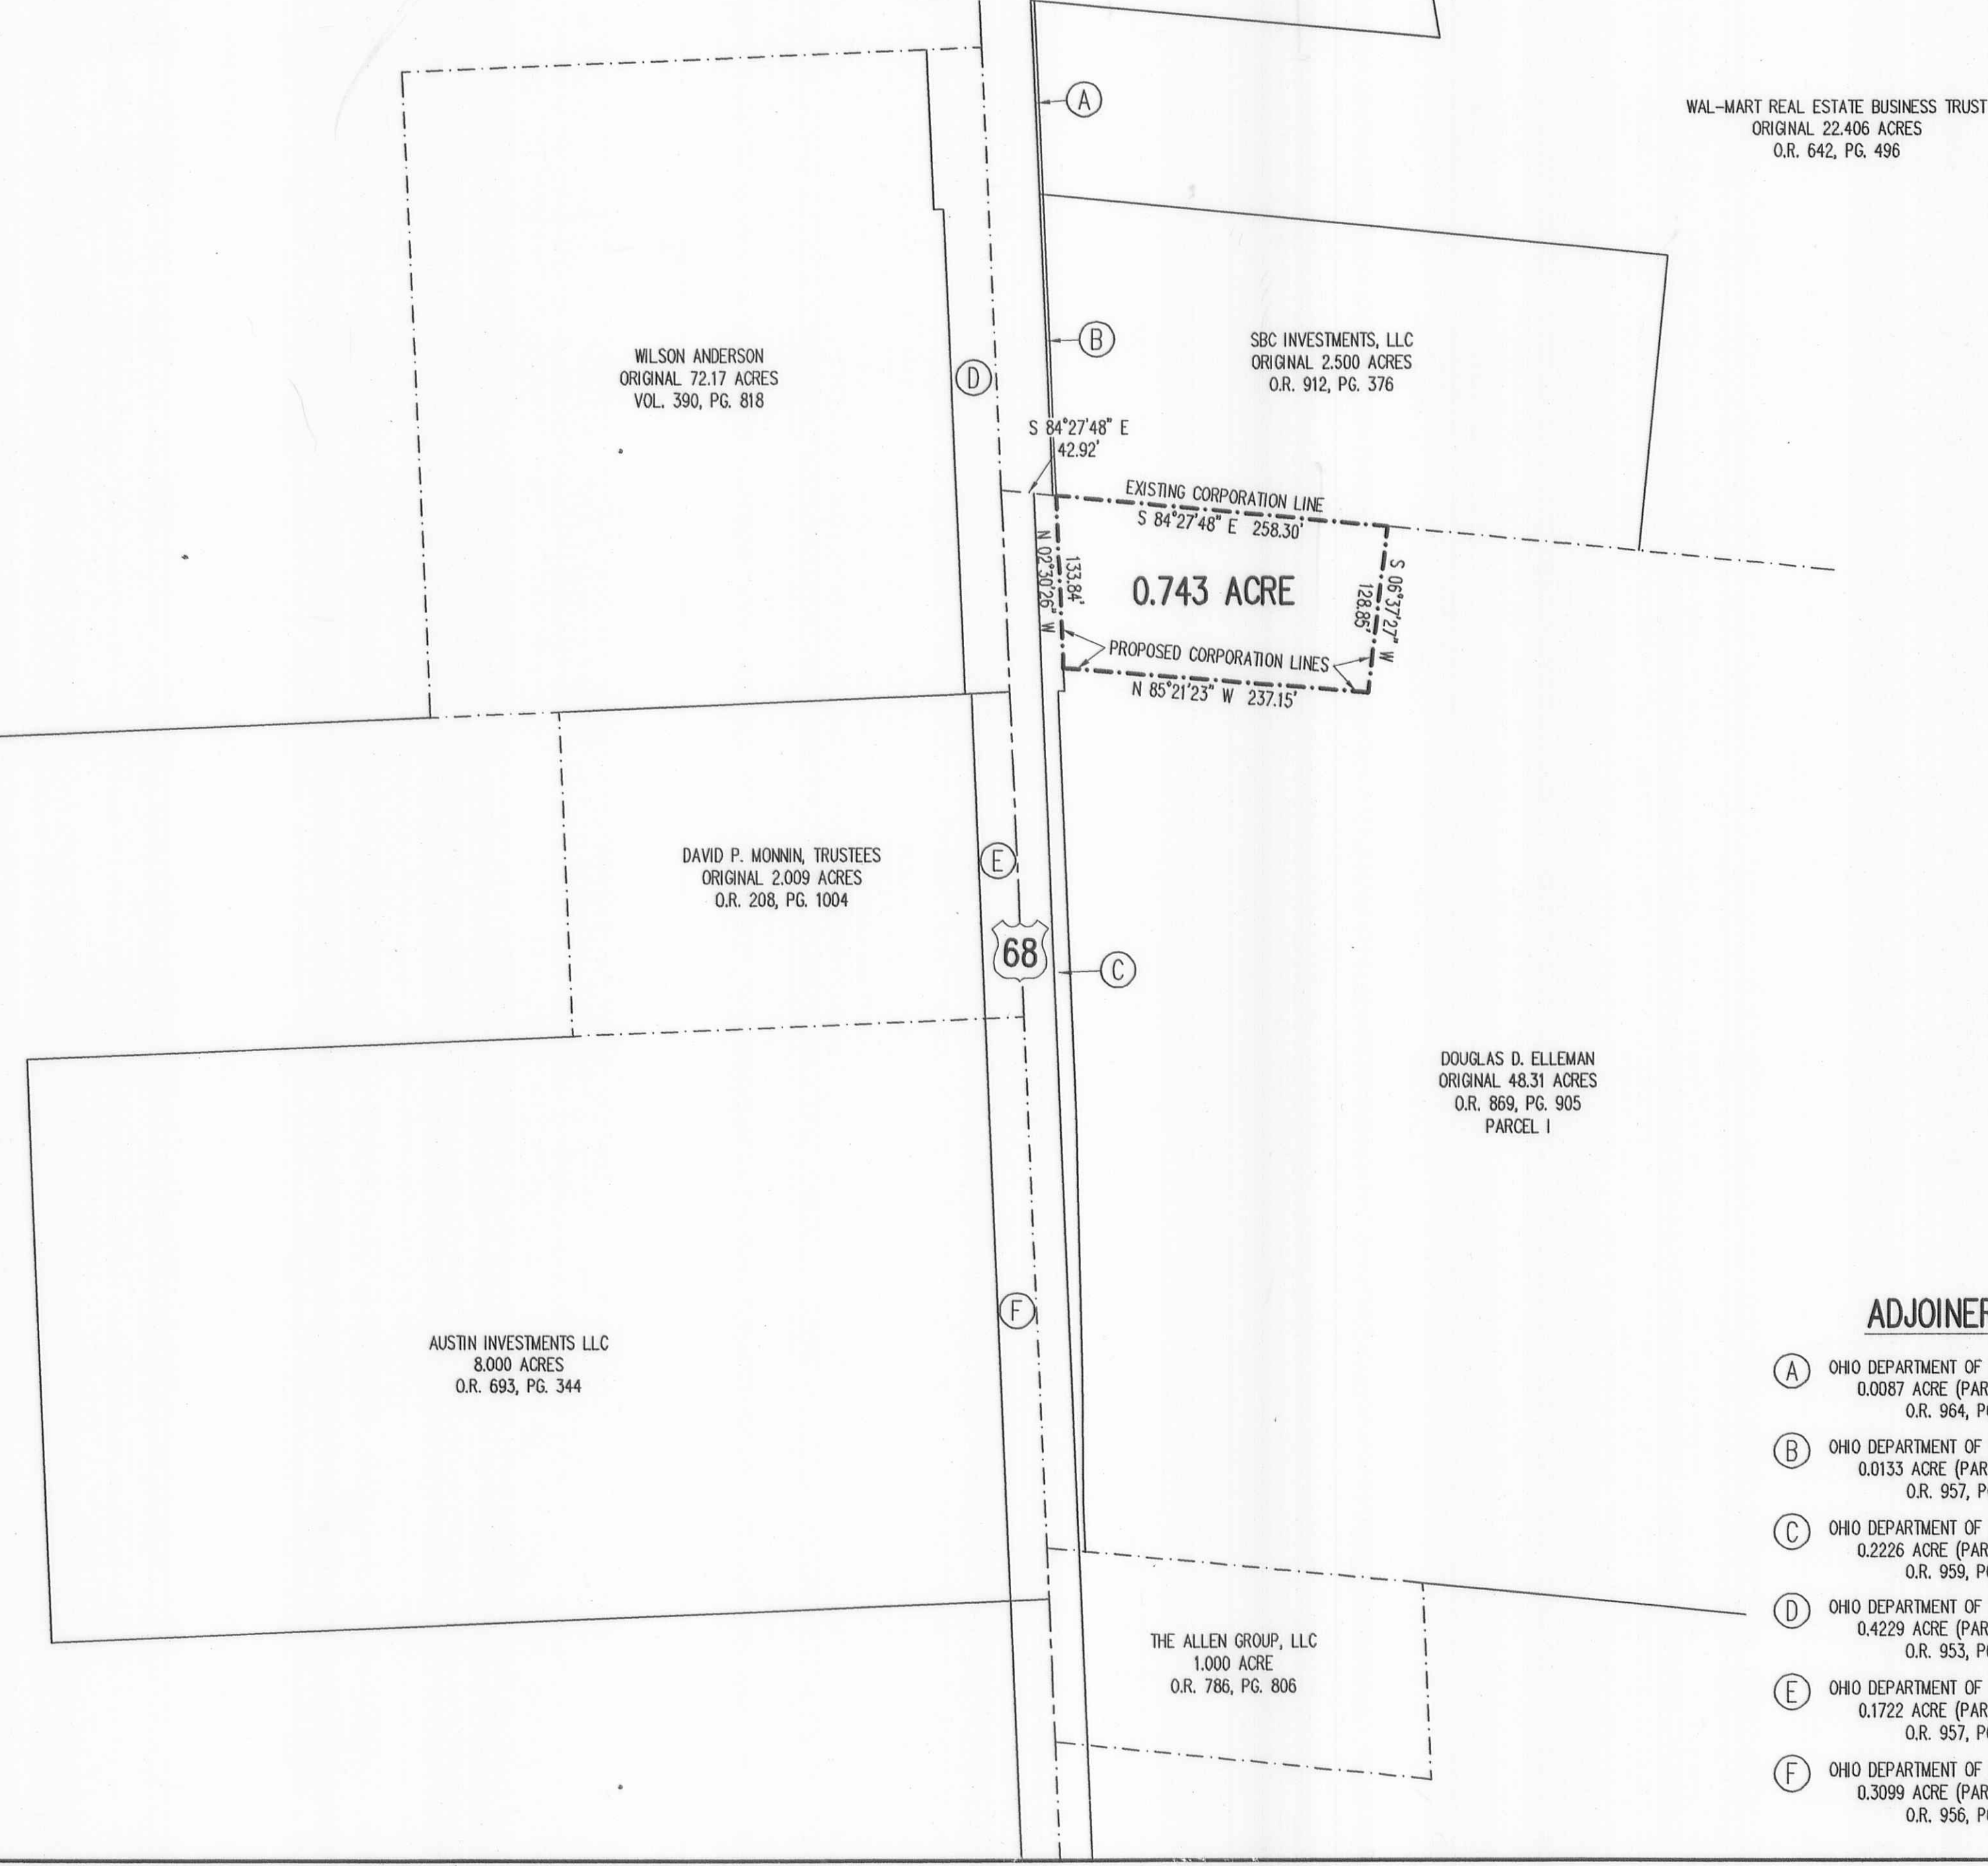 A
WAL-MART REAL ESTATE BUSINESS TRUST
ORIGINAL 22.406 ACRES
O.R. 642, PG. 496
WILSON ANDERSON
ORIGINAL 72.17 ACRES
VOL. 390, PG. 818
D
B
SBC INVESTMENTS, LLC
ORIGINAL 2.500 ACRES
O.R. 912, PG. 376
S 84°27'48" E
42.92'
EXISTING CORPORATION LINE
S 84°27'48" E 258.30'
N 02°30'26" W
133.84'
0.743 ACRE
S 06°37'27" W
128.85'
PROPOSED CORPORATION LINES
N 85°21'23" W 237.15'
DAVID P. MONNIN, TRUSTEES
ORIGINAL 2.009 ACRES
O.R. 208, PG. 1004
E
68
C
DOUGLAS D. ELLEMAN
ORIGINAL 48.31 ACRES
O.R. 869, PG. 905
PARCEL I
F
AUSTIN INVESTMENTS LLC
8.000 ACRES
O.R. 693, PG. 344
THE ALLEN GROUP, LLC
1.000 ACRE
O.R. 786, PG. 806
ADJOINER
A OHIO DEPARTMENT OF
0.0087 ACRE (PAR
O.R. 964, P
B OHIO DEPARTMENT OF
0.0133 ACRE (PAR
O.R. 957, P
C OHIO DEPARTMENT OF
0.2226 ACRE (PAR
O.R. 959, P
D OHIO DEPARTMENT OF
0.4229 ACRE (PAR
O.R. 953, P
E OHIO DEPARTMENT OF
0.1722 ACRE (PAR
O.R. 957, P
F OHIO DEPARTMENT OF
0.3099 ACRE (PAR
O.R. 956, P